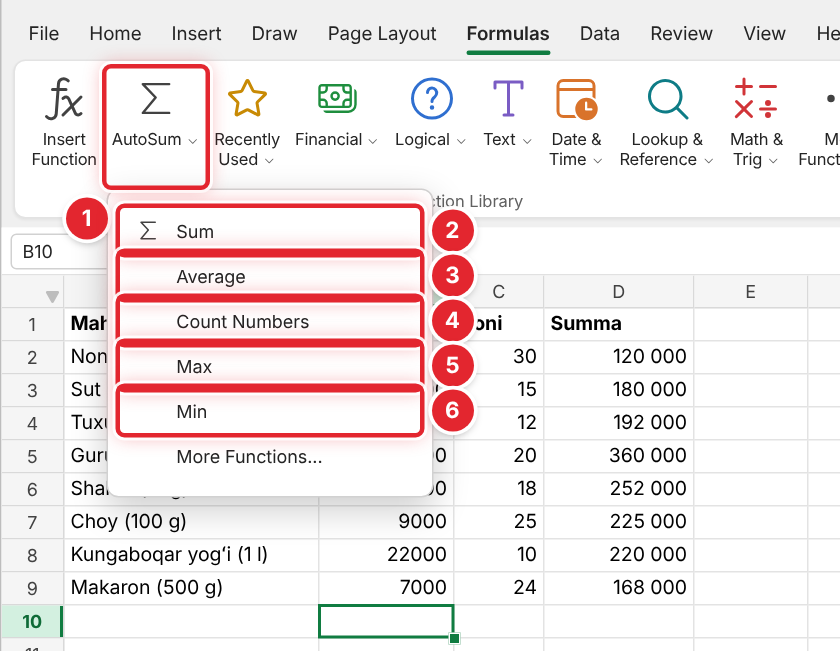 File Home Insert Draw Page Layout Formulas Data Review View
Insert Function
AutoSum
Recently Used
Financial
Logical
Text
Date & Time
Lookup & Reference
Math & Trig
Library
1
Σ Sum 2
Average 3
Count Numbers 4
Max 5
Min 6
More Functions...
B10
C D E
1 Summa
2 30 120 000
3 Sut 15 180 000
4 12 192 000
5 20 360 000
6 18 252 000
7 Choy (100 g) 9000 25 225 000
8 Kungaboqar yogʻi (1 l) 22000 10 220 000
9 Makaron (500 g) 7000 24 168 000
10